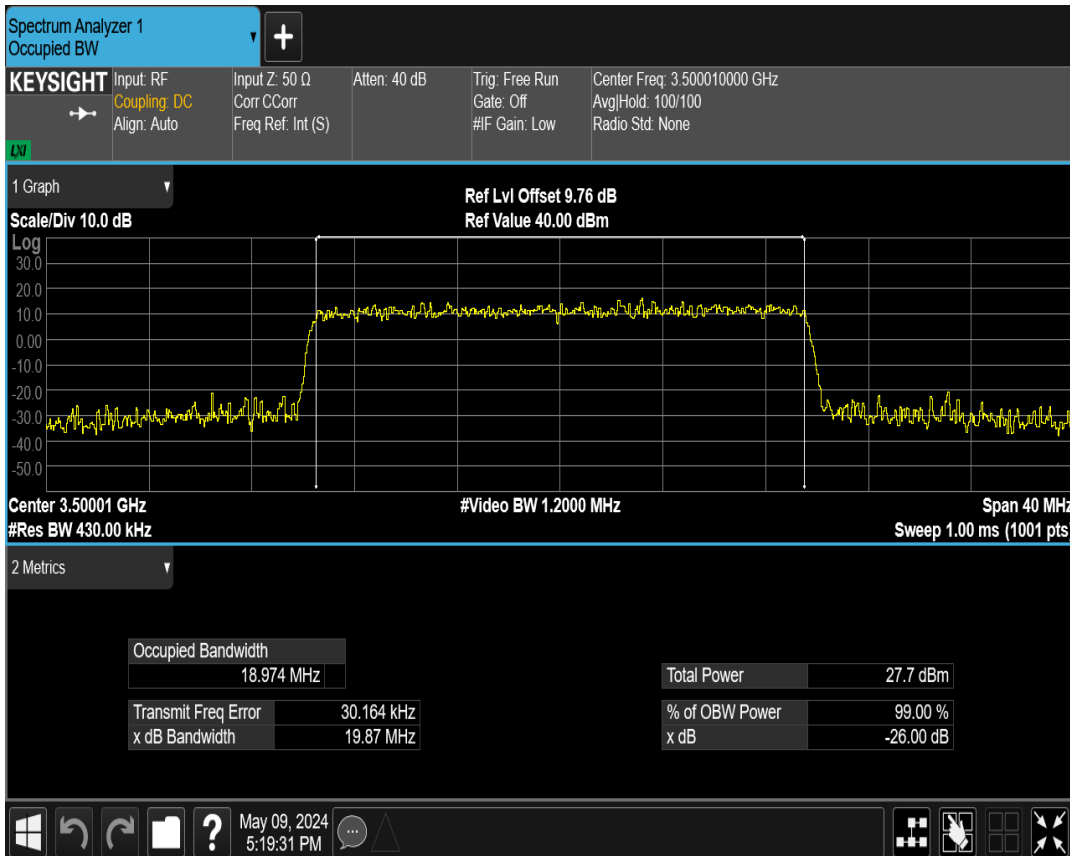 Spectrum Analyzer 1
Occupied BW
+
KEYSIGHT
LXI
Input: RF
Coupling: DC
Align: Auto
Input Z: 50 Ω
Corr CCorr
Freq Ref: Int (S)
Atten: 40 dB
Trig: Free Run
Gate: Off
#IF Gain: Low
Center Freq: 3.500010000 GHz
Avg|Hold: 100/100
Radio Std: None
1 Graph
Scale/Div 10.0 dB
Ref Lvl Offset 9.76 dB
Ref Value 40.00 dBm
Log
30.0
20.0
10.0
0.00
-10.0
-20.0
-30.0
-40.0
-50.0
Center 3.50001 GHz
#Video BW 1.2000 MHz
Span 40 MHz
#Res BW 430.00 kHz
Sweep 1.00 ms (1001 pts)
2 Metrics
Occupied Bandwidth
18.974 MHz
Total Power 27.7 dBm
Transmit Freq Error 30.164 kHz
% of OBW Power 99.00 %
x dB Bandwidth 19.87 MHz
x dB -26.00 dB
?
May 09, 2024
5:19:31 PM